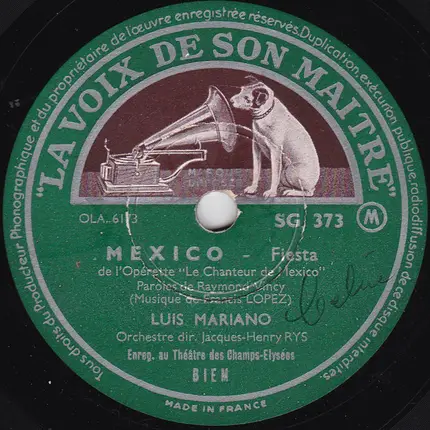 Tous droits du Producteur Phonographique et du propriétaire de l'œuvre enregistrée réservés. Duplication, exécution publique, radiodiffusion de ce disque interdites.
"LA VOIX DE SON MAITRE"
SG 373 M
MEXICO - Fiesta
de l'Opérette "Le Chanteur de Mexico"
Paroles de Raymond Vincy
(Musique de Francis LOPEZ)
LUIS MARIANO
Orchestre dir. Jacques-Henry RYS
Enreg. au Théâtre des Champs-Elysées
BIEM
MADE IN FRANCE